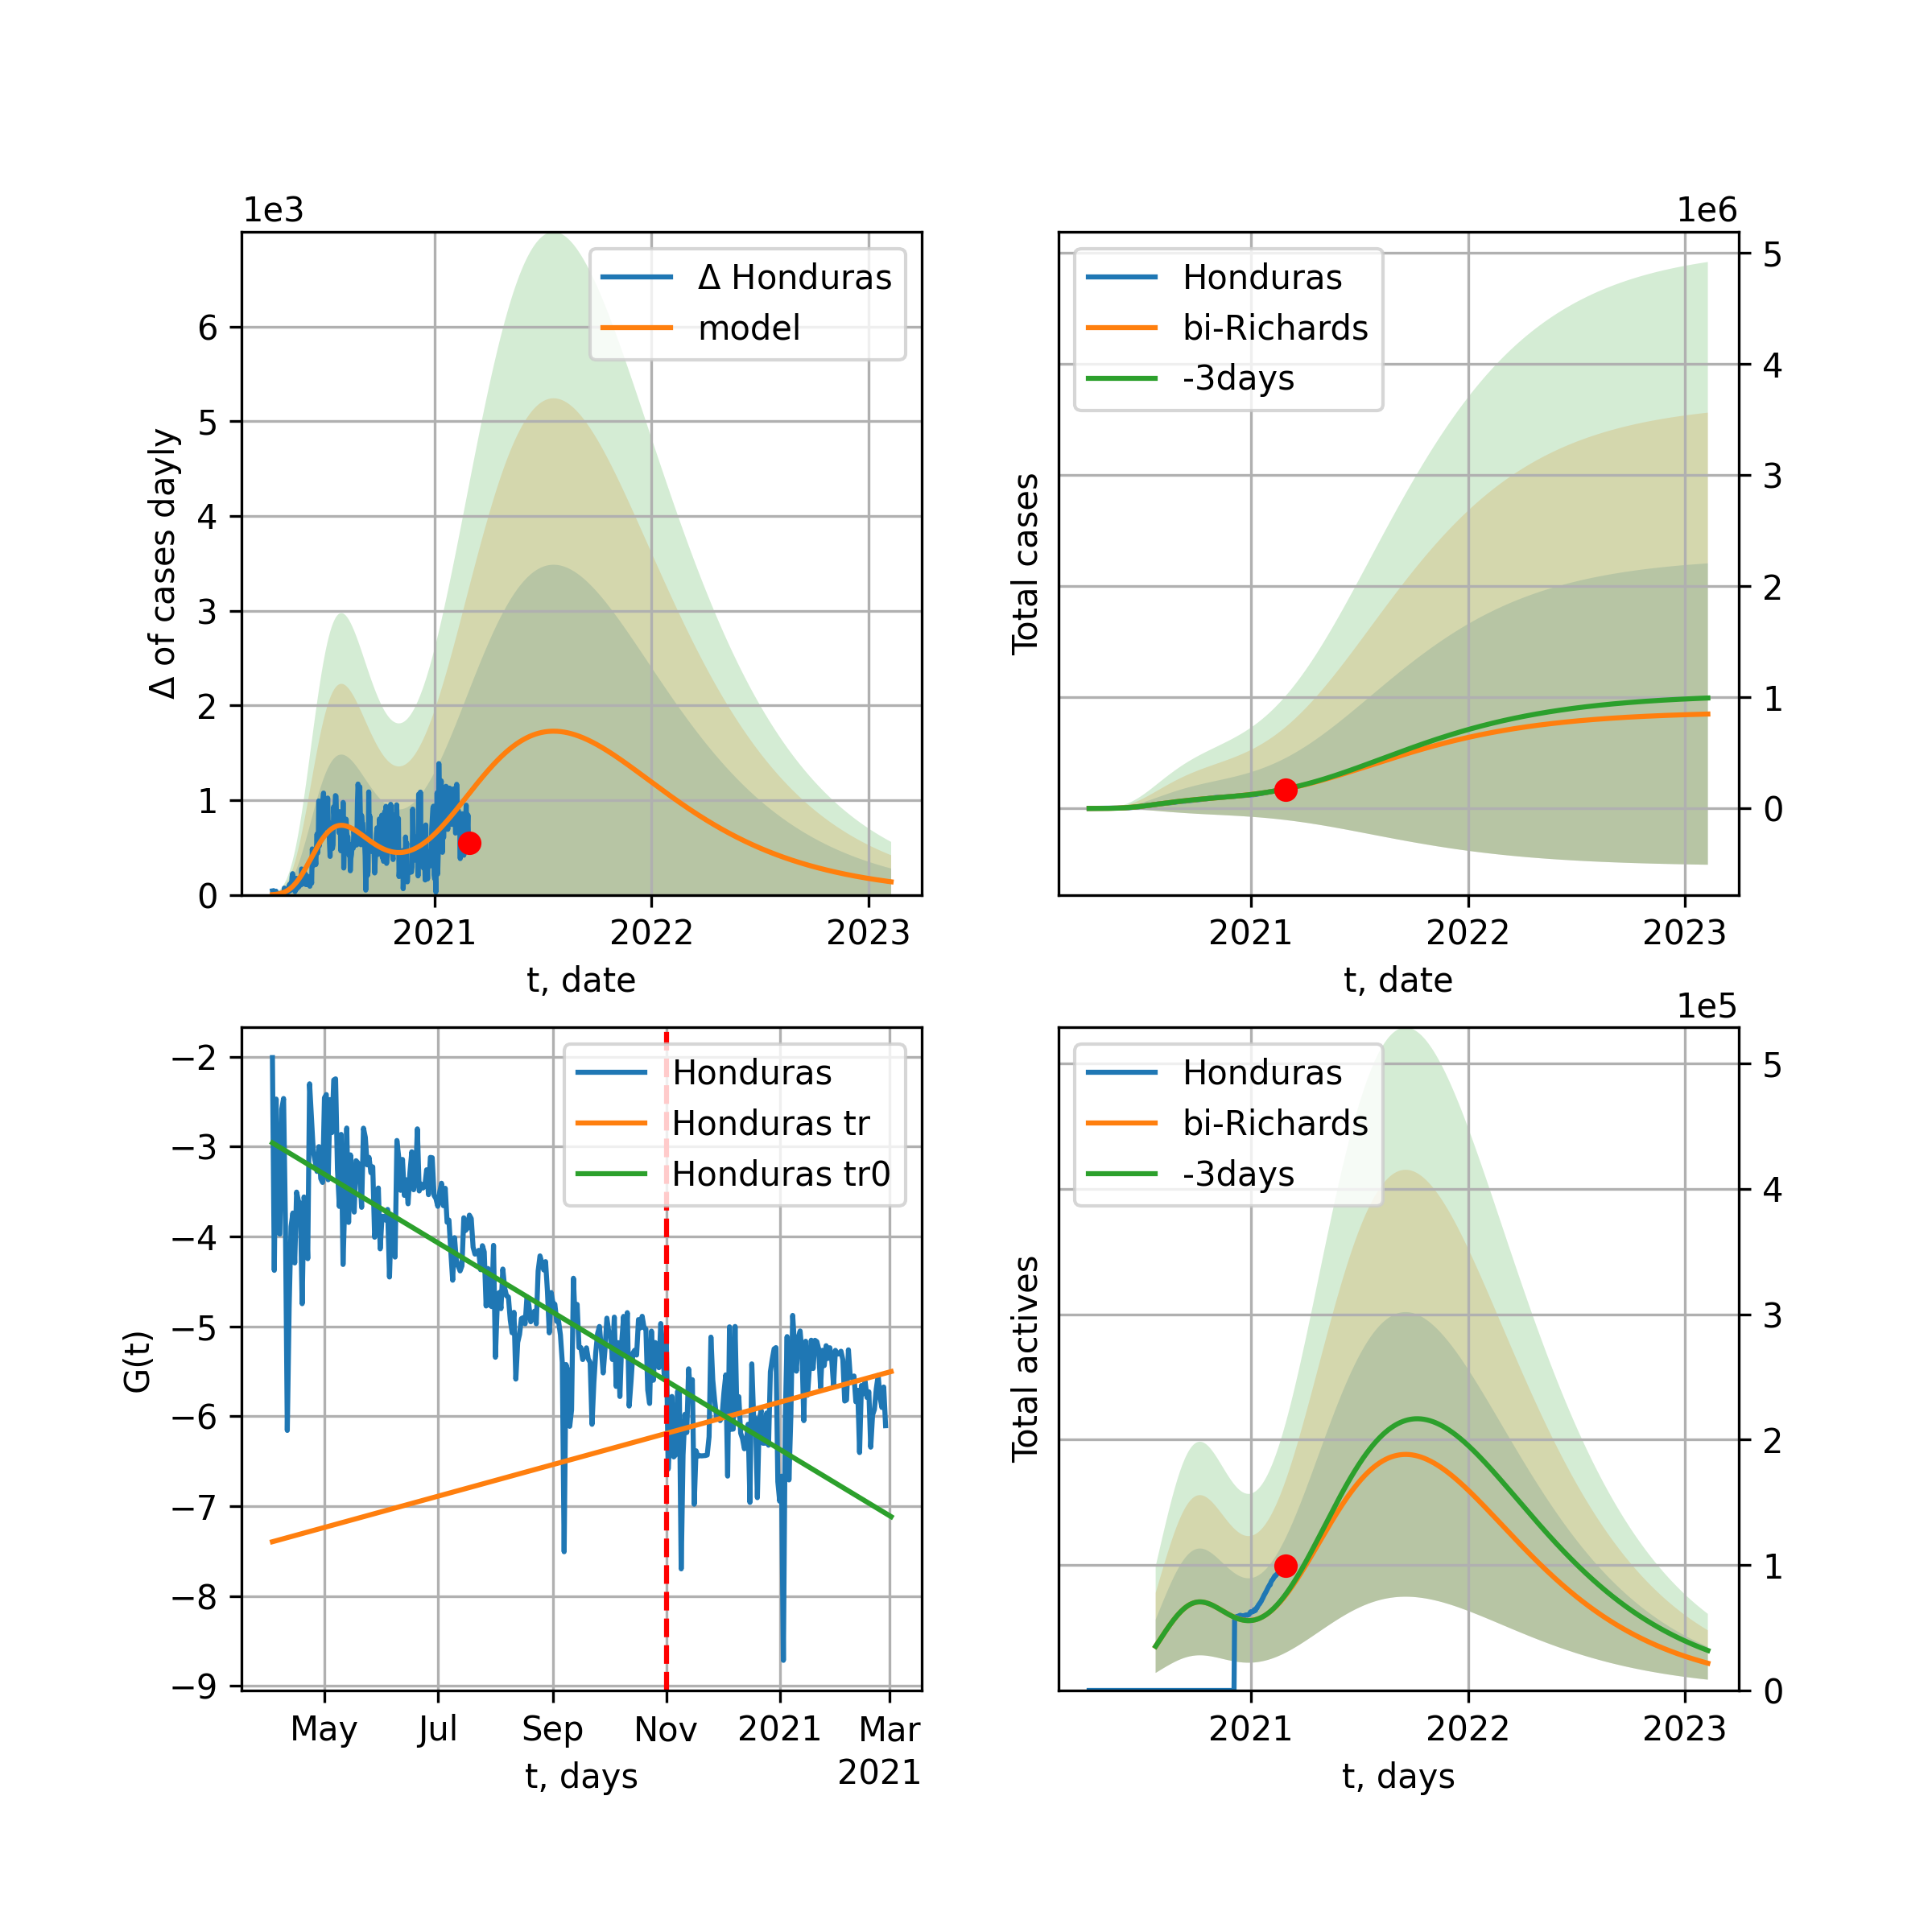 1e3
Δ Honduras
model
6
5
4
3
2
1
0
Δ of cases dayly
2021
2022
2023
t, date
1e6
Honduras
bi-Richards
-3days
5
4
3
2
1
0
Total cases
2021
2022
2023
t, date
Honduras
Honduras tr
Honduras tr0
−2
−3
−4
−5
−6
−7
−8
−9
G(t)
May
Jul
Sep
Nov
2021
Mar
2021
t, days
1e5
Honduras
bi-Richards
-3days
5
4
3
2
1
0
Total actives
2021
2022
2023
t, days